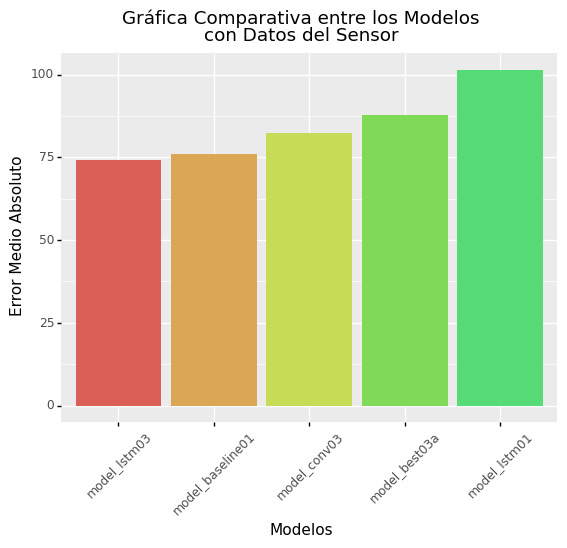 Gráfica Comparativa entre los Modelos
con Datos del Sensor
Error Medio Absoluto
100
75
50
25
0
model_lstm03
model_baseline01
model_conv03
model_best03a
model_lstm01
Modelos